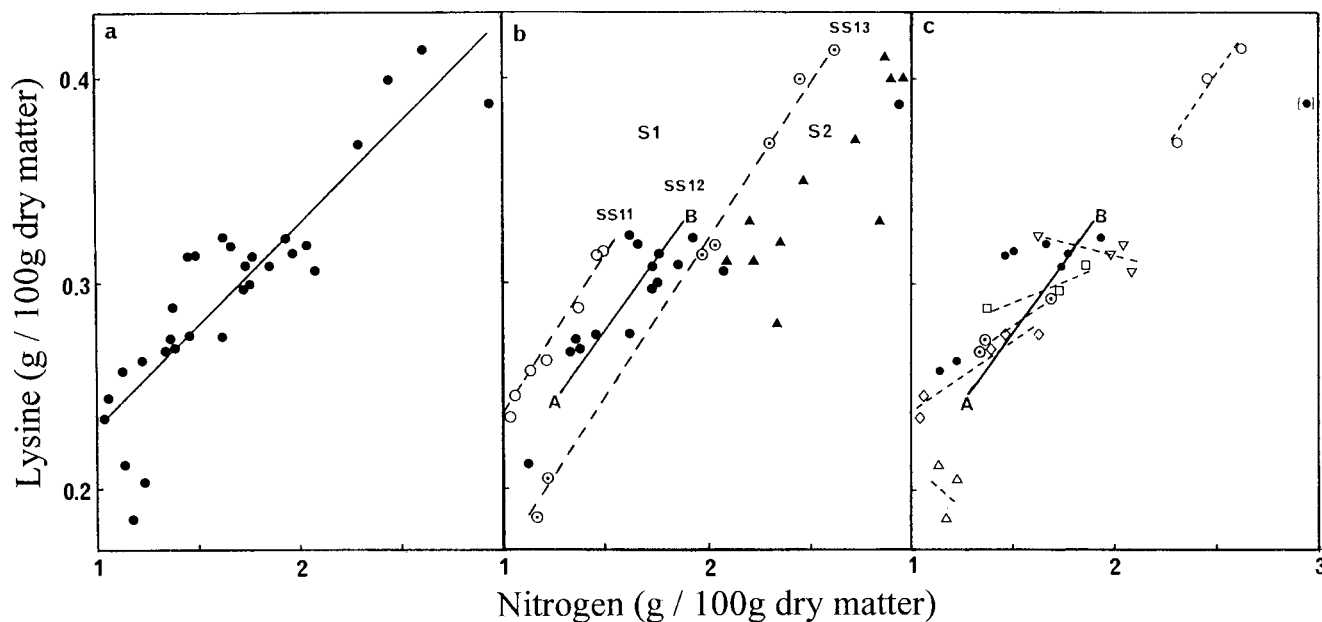 a
b
c
SS13
S1
S2
SS12
SS11
B
A
B
A
0.4
0.3
0.2
Lysine (g / 100g dry matter)
1
2
1
2
1
2
3
Nitrogen (g / 100g dry matter)